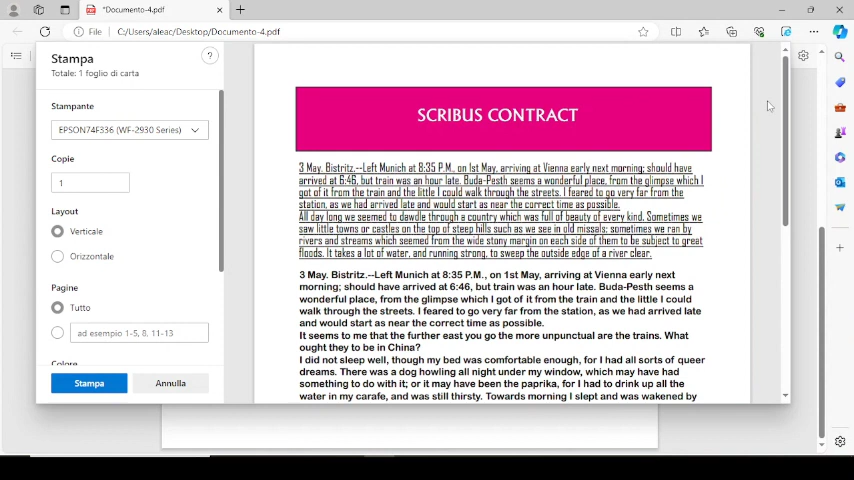 *Documento-4.pdf
File
C:/Users/aleac/Desktop/Documento-4.pdf
Stampa
Totale: 1 foglio di carta
?
Stampante
EPSON74F336 (WF-2930 Series)
Copie
1
Layout
Verticale
Orizzontale
Pagine
Tutto
ad esempio 1-5, 8, 11-13
Colore
Stampa
Annulla
SCRIBUS CONTRACT
3 May. Bistritz.--Left Munich at 8:35 P.M., on 1st May, arriving at Vienna early next morning; should have
arrived at 6:46, but train was an hour late. Buda-Pesth seems a wonderful place, from the glimpse which I
got of it from the train and the little I could walk through the streets. I feared to go very far from the
station, as we had arrived late and would start as near the correct time as possible.
All day long we seemed to dawdle through a country which was full of beauty of every kind. Sometimes we
saw little towns or castles on the top of steep hills such as we see in old missals; sometimes we ran by
rivers and streams which seemed from the wide stony margin on each side of them to be subject to great
floods. It takes a lot of water, and running strong, to sweep the outside edge of a river clear.
3 May. Bistritz.--Left Munich at 8:35 P.M., on 1st May, arriving at Vienna early next
morning; should have arrived at 6:46, but train was an hour late. Buda-Pesth seems a
wonderful place, from the glimpse which I got of it from the train and the little I could
walk through the streets. I feared to go very far from the station, as we had arrived late
and would start as near the correct time as possible.
It seems to me that the further east you go the more unpunctual are the trains. What
ought they to be in China?
I did not sleep well, though my bed was comfortable enough, for I had all sorts of queer
dreams. There was a dog howling all night under my window, which may have had
something to do with it; or it may have been the paprika, for I had to drink up all the
water in my carafe, and was still thirsty. Towards morning I slept and was wakened by